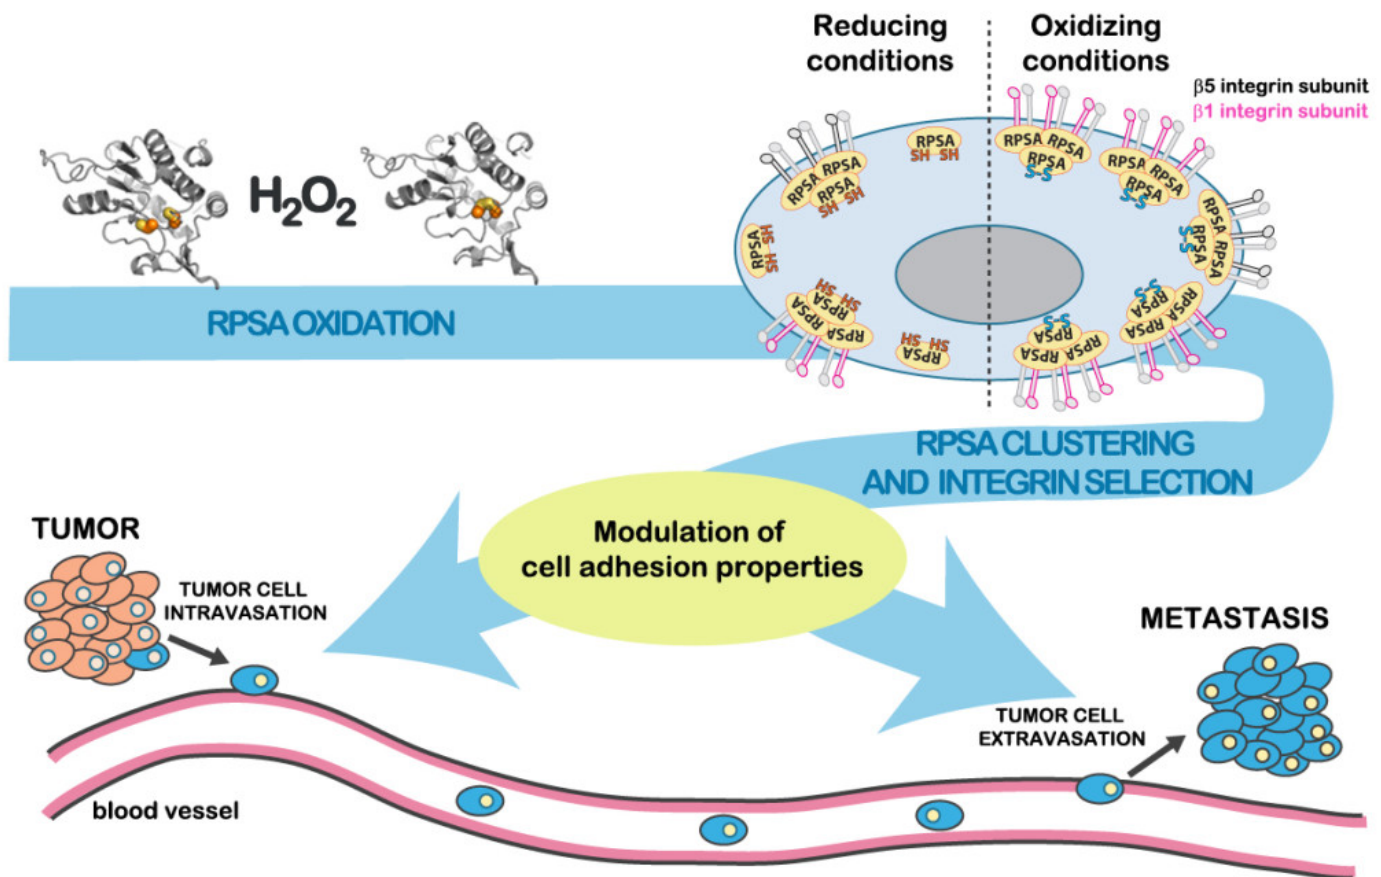 Reducing
conditions
Oxidizing
conditions
β5 integrin subunit
β1 integrin subunit
H₂O₂
RPSA
SH SH
RPSA
RPSA
RPSA
SH SH
RPSA
SH SH
RPSA
RPSA
RPSA
HS HS
RPSA
HS HS
RPSA
RPSA
RPSA
S-S
RPSA
RPSA
RPSA
S-S
RPSA
RPSA
RPSA
S-S
RPSA
RPSA
RPSA
S-S
RPSA
RPSA
RPSA
S-S
RPSA OXIDATION
RPSA CLUSTERING
AND INTEGRIN SELECTION
Modulation of
cell adhesion properties
TUMOR
TUMOR CELL
INTRAVASATION
METASTASIS
TUMOR CELL
EXTRAVASATION
blood vessel